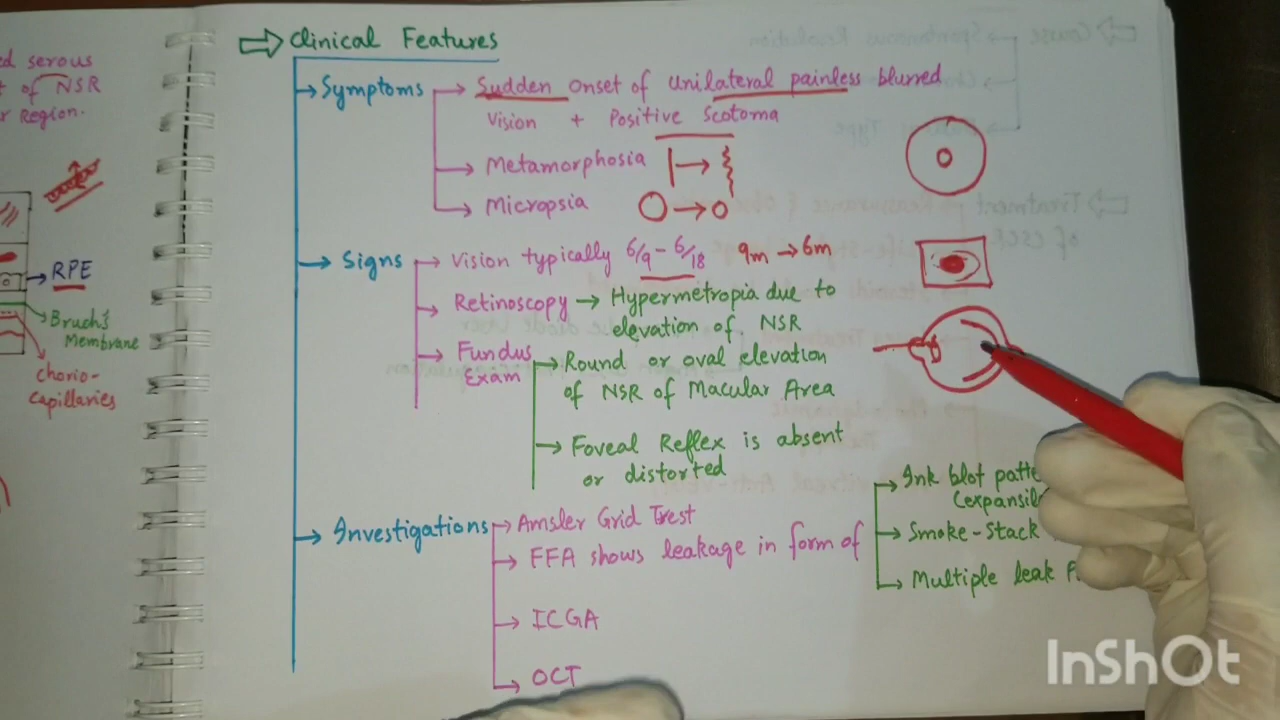 ed serous
t of NSR
r Region.
RPE
Bruch's
Membrane
Chorio-
Capillaries
Clinical Features
Symptoms
Sudden onset of unilateral painless blurred
Vision + Positive Scotoma
Metamorphosia
Micropsia
Signs
Vision typically 6/9 - 6/18 9m → 6m
Retinoscopy → Hypermetropia due to
elevation of NSR
Fundus
Exam
Round or oval elevation
of NSR of Macular Area
Foveal Reflex is absent
or distorted
Investigations
Amsler Grid Trest
FFA shows leakage in form of
Ink blot patte
(expansil
Smoke-Stack
Multiple leak
ICGA
OCT
InShOt